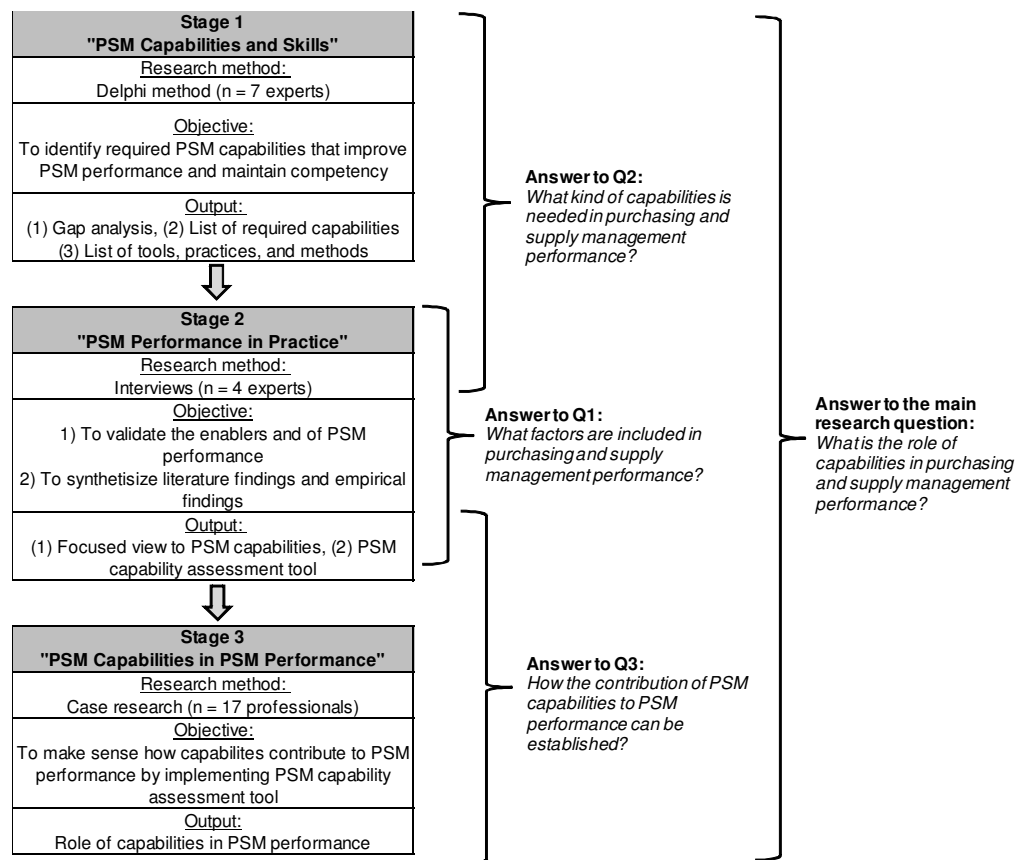 Stage 1
"PSM Capabilities and Skills"
Research method:
Delphi method (n = 7 experts)
Objective:
To identify required PSM capabilities that improve
PSM performance and maintain competency
Output:
(1) Gap analysis, (2) List of required capabilities
(3) List of tools, practices, and methods
Stage 2
"PSM Performance in Practice"
Research method:
Interviews (n = 4 experts)
Objective:
1) To validate the enablers and of PSM
performance
2) To synthetisize literature findings and empirical
findings
Output:
(1) Focused view to PSM capabilities, (2) PSM
capability assessment tool
Stage 3
"PSM Capabilities in PSM Performance"
Research method:
Case research (n = 17 professionals)
Objective:
To make sense how capabilites contribute to PSM
performance by implementing PSM capability
assessment tool
Output:
Role of capabilities in PSM performance
Answer to Q2:
What kind of capabilities is
needed in purchasing and
supply management
performance?
Answer to Q1:
What factors are included in
purchasing and supply
management performance?
Answer to Q3:
How the contribution of PSM
capabilities to PSM
performance can be
established?
Answer to the main
research question:
What is the role of
capabilities in purchasing
and supply management
performance?